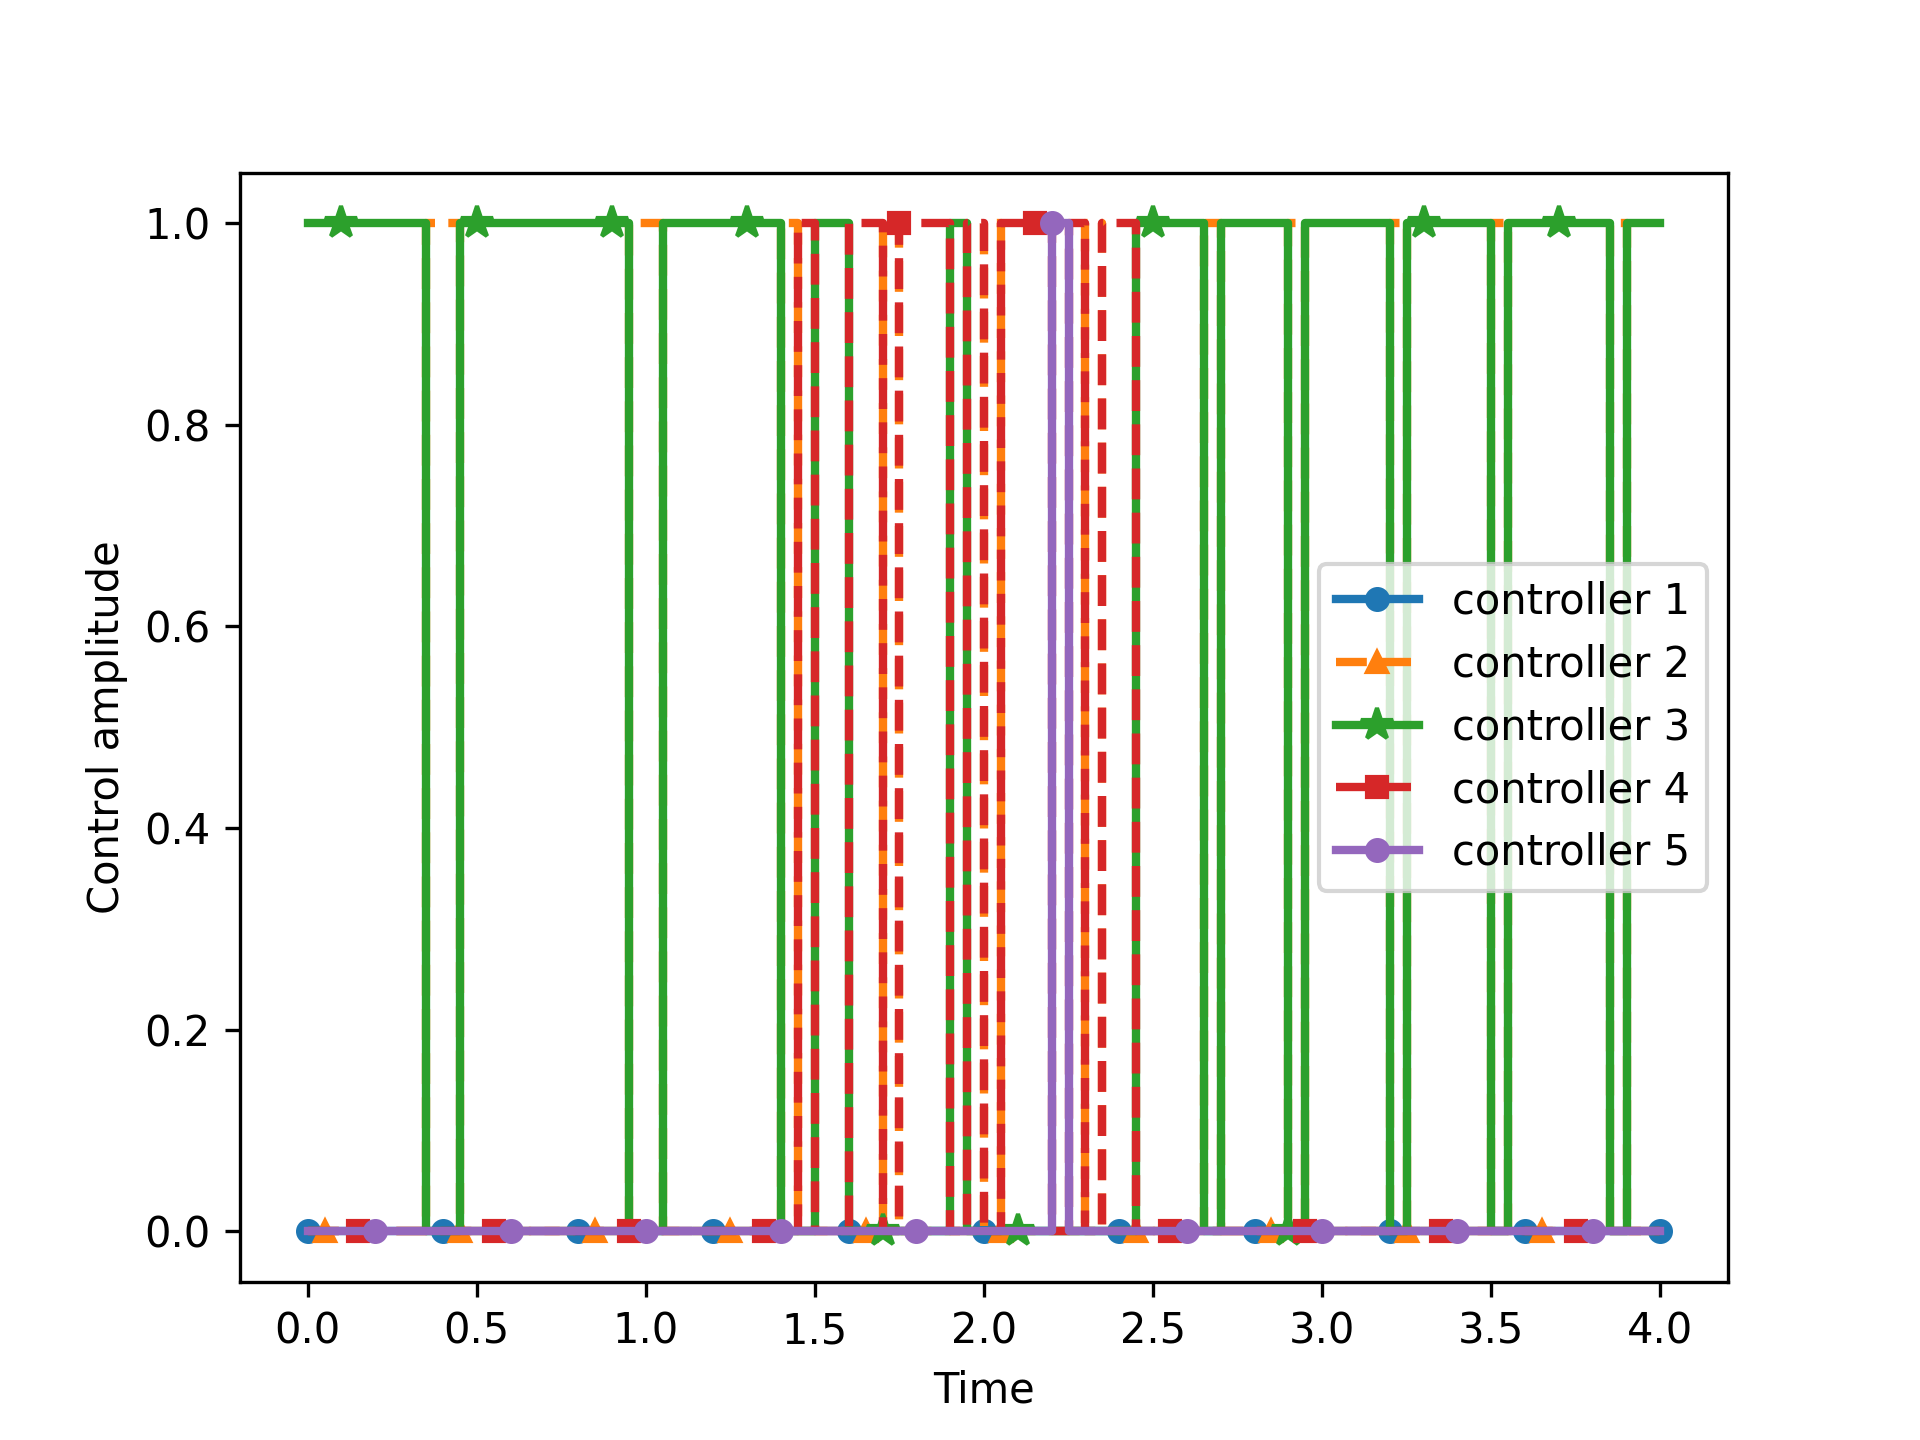 1.0
0.8
0.6
0.4
0.2
0.0
Control amplitude
controller 1
controller 2
controller 3
controller 4
controller 5
0.0 0.5 1.0 1.5 2.0 2.5 3.0 3.5 4.0
Time